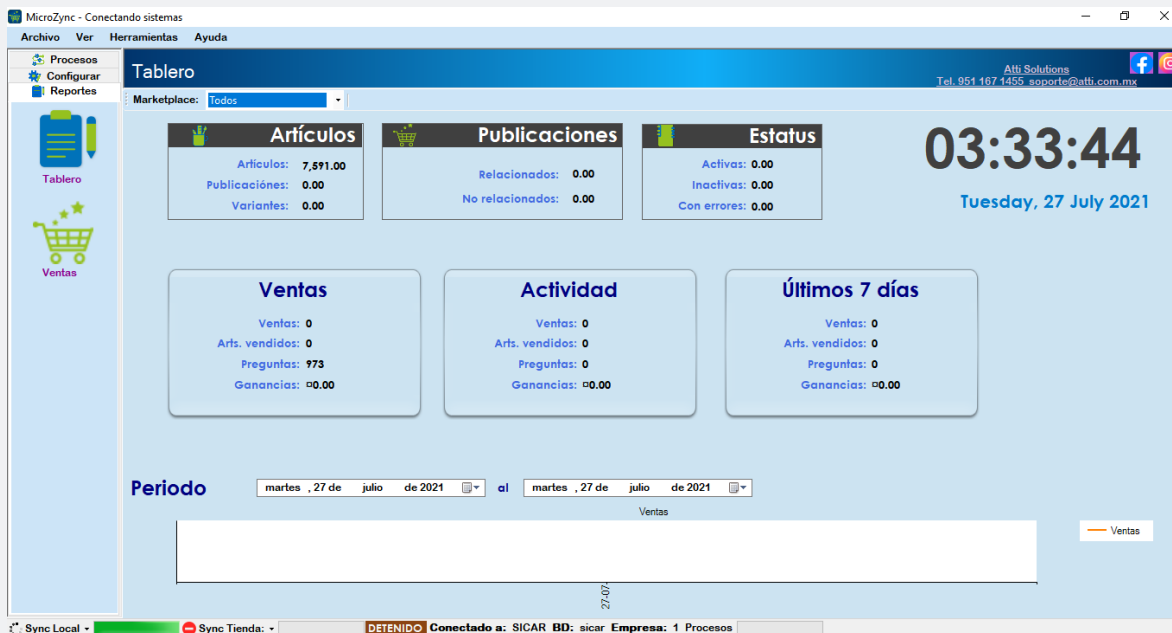 MicroZync - Conectando sistemas
Archivo Ver Herramientas Ayuda
Procesos
Configurar
Reportes
Tablero
Ventas
Tablero
Atti Solutions
Tel. 951 167 1455 soporte@atti.com.mx
Marketplace: Todos
Artículos
Artículos: 7,591.00
Publicaciónes: 0.00
Variantes: 0.00
Publicaciones
Relacionados: 0.00
No relacionados: 0.00
Estatus
Activas: 0.00
Inactivas: 0.00
Con errores: 0.00
03:33:44
Tuesday, 27 July 2021
Ventas
Ventas: 0
Arts. vendidos: 0
Preguntas: 973
Ganancias: ¤0.00
Actividad
Ventas: 0
Arts. vendidos: 0
Preguntas: 0
Ganancias: ¤0.00
Últimos 7 días
Ventas: 0
Arts. vendidos: 0
Preguntas: 0
Ganancias: ¤0.00
Periodo martes , 27 de julio de 2021 al martes , 27 de julio de 2021
Ventas
Ventas
27-07-
Sync Local Sync Tienda: DETENIDO Conectado a: SICAR BD: sicar Empresa: 1 Procesos